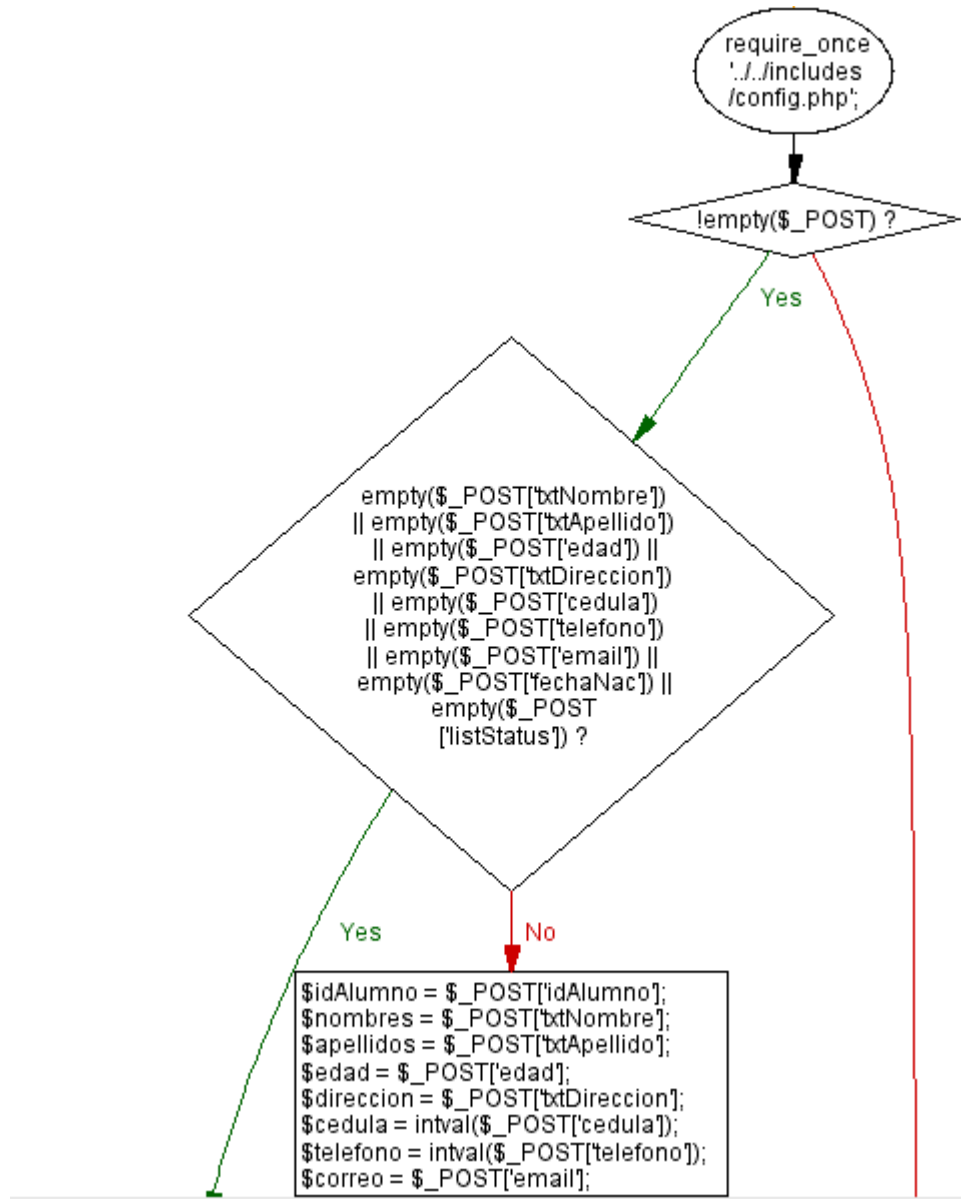 require_once
'../../includes
/config.php';
!empty($_POST) ?
Yes
empty($_POST['txtNombre'])
|| empty($_POST['txtApellido'])
|| empty($_POST['edad']) ||
empty($_POST['txtDireccion'])
|| empty($_POST['cedula'])
|| empty($_POST['telefono'])
|| empty($_POST['email']) ||
empty($_POST['fechaNac']) ||
empty($_POST
['listStatus']) ?
Yes
No
$idAlumno = $_POST['idAlumno'];
$nombres = $_POST['txtNombre'];
$apellidos = $_POST['txtApellido'];
$edad = $_POST['edad'];
$direccion = $_POST['txtDireccion'];
$cedula = intval($_POST['cedula']);
$telefono = intval($_POST['telefono']);
$correo = $_POST['email'];